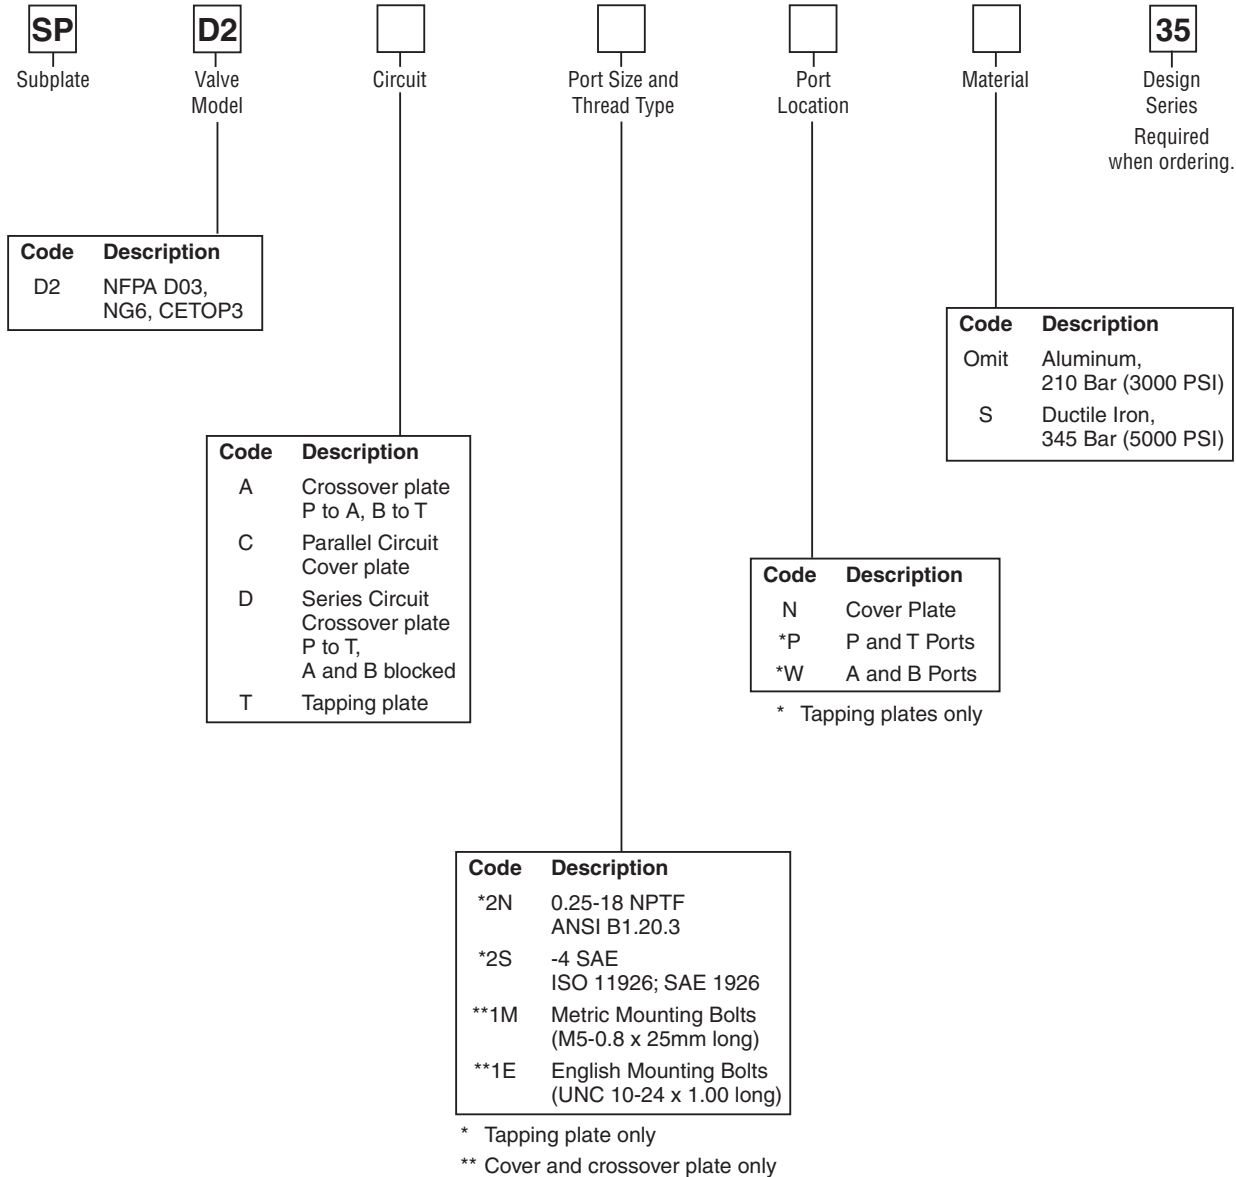 SP
D2
35
Subplate
Valve
Model
Circuit
Port Size and
Thread Type
Port
Location
Material
Design
Series
Required
when ordering.
Code Description
D2 NFPA D03,
NG6, CETOP3
Code Description
Omit Aluminum,
210 Bar (3000 PSI)
S Ductile Iron,
345 Bar (5000 PSI)
Code Description
A Crossover plate
P to A, B to T
C Parallel Circuit
Cover plate
D Series Circuit
Crossover plate
P to T,
A and B blocked
T Tapping plate
Code Description
N Cover Plate
*P P and T Ports
*W A and B Ports
* Tapping plates only
Code Description
*2N 0.25-18 NPTF
ANSI B1.20.3
*2S -4 SAE
ISO 11926; SAE 1926
**1M Metric Mounting Bolts
(M5-0.8 x 25mm long)
**1E English Mounting Bolts
(UNC 10-24 x 1.00 long)
* Tapping plate only
** Cover and crossover plate only